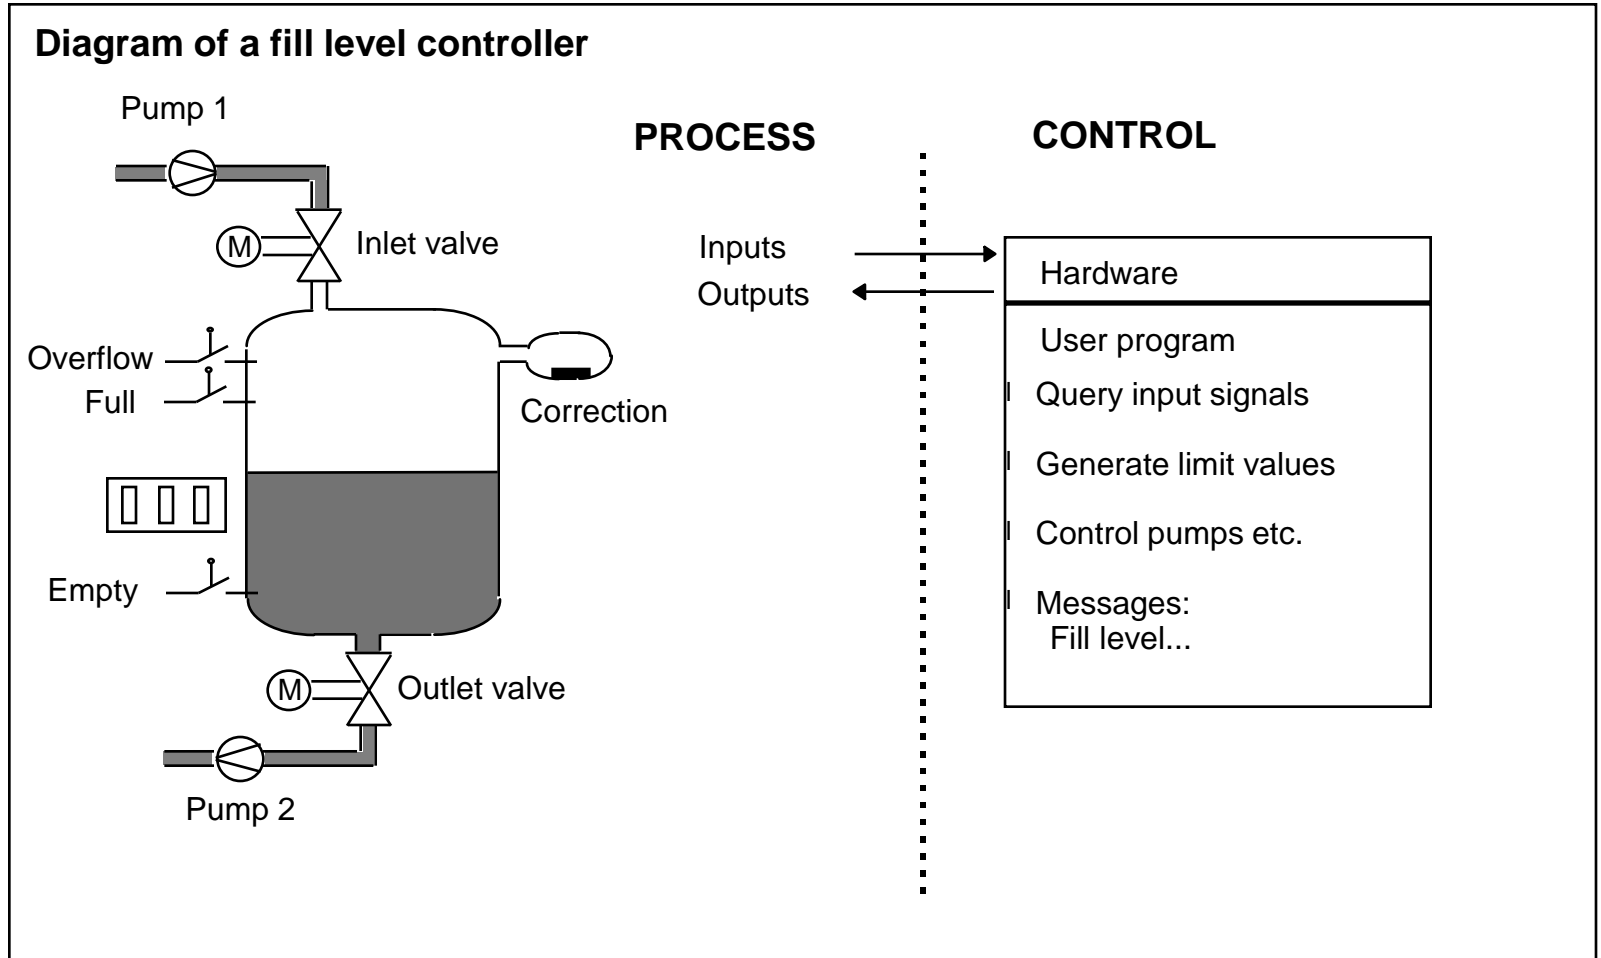 Diagram of a fill level controller
Pump 1
PROCESS
CONTROL
M
Inlet valve
Inputs
Outputs
Hardware
Overflow
Full
Correction
User program
Query input signals
Generate limit values
Control pumps etc.
Empty
Messages:
Fill level...
M
Outlet valve
Pump 2